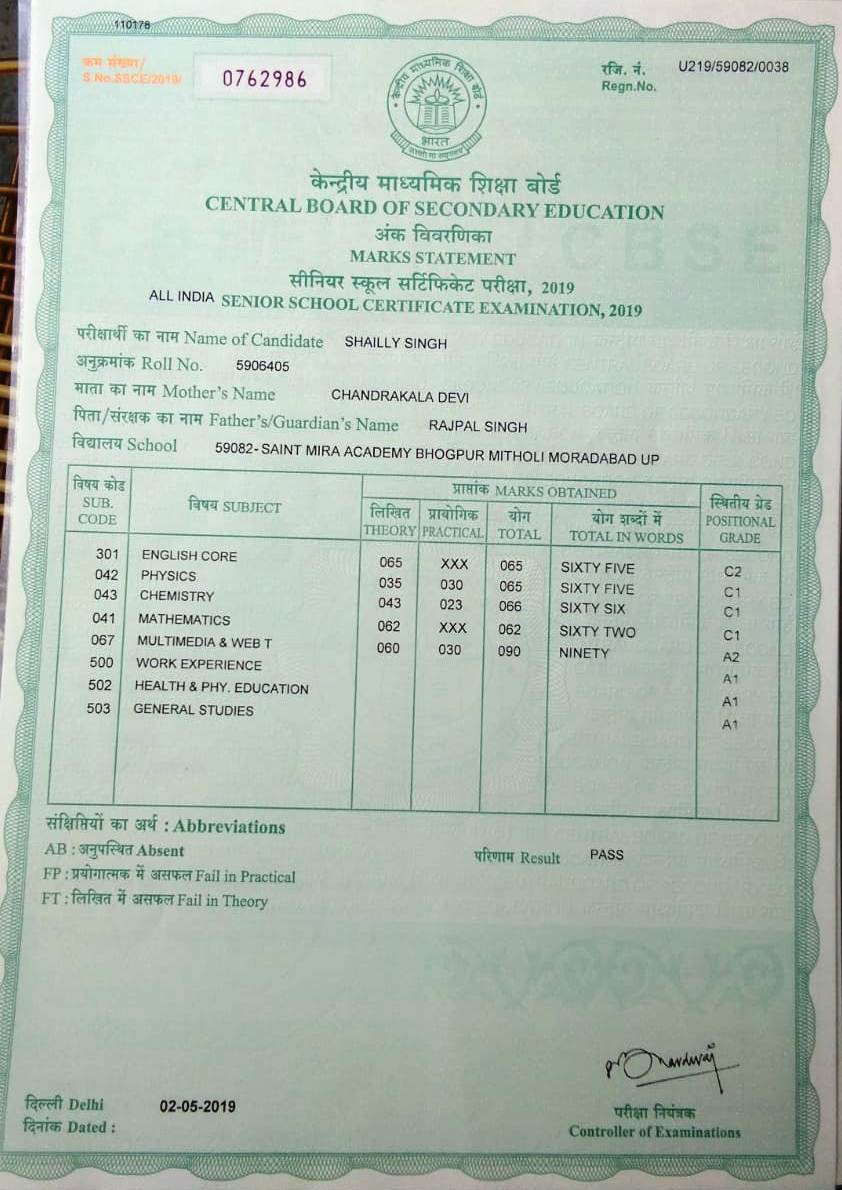 110178
क्रम संख्या/
S.No.SSCE/2019/
0762986
केन्द्रीय माध्यमिक शिक्षा बोर्ड
भारत
रजि. नं. U219/59082/0038
Regn.No.
केन्द्रीय माध्यमिक शिक्षा बोर्ड
CENTRAL BOARD OF SECONDARY EDUCATION
अंक विवरणिका
MARKS STATEMENT
सीनियर स्कूल सर्टिफिकेट परीक्षा, 2019
ALL INDIA SENIOR SCHOOL CERTIFICATE EXAMINATION, 2019
परीक्षार्थी का नाम Name of Candidate SHAILLY SINGH
अनुक्रमांक Roll No. 5906405
माता का नाम Mother's Name CHANDRAKALA DEVI
पिता/संरक्षक का नाम Father's/Guardian's Name RAJPAL SINGH
विद्यालय School 59082-SAINT MIRA ACADEMY BHOGPUR MITHOLI MORADABAD UP
विषय कोड विषय SUBJECT प्राप्तांक MARKS OBTAINED स्थितीय ग्रेड
SUB. CODE लिखित THEORY प्रायोगिक PRACTICAL योग TOTAL योग शब्दों में TOTAL IN WORDS POSITIONAL GRADE
301 ENGLISH CORE 065 XXX 065 SIXTY FIVE C2
042 PHYSICS 035 030 065 SIXTY FIVE C1
043 CHEMISTRY 043 023 066 SIXTY SIX C1
041 MATHEMATICS 062 XXX 062 SIXTY TWO C1
067 MULTIMEDIA & WEB T 060 030 090 NINETY A2
500 WORK EXPERIENCE A1
502 HEALTH & PHY. EDUCATION A1
503 GENERAL STUDIES A1
संक्षिप्तियों का अर्थ : Abbreviations
AB : अनुपस्थित Absent
परिणाम Result PASS
FP : प्रयोगात्मक में असफल Fail in Practical
FT : लिखित में असफल Fail in Theory
दिल्ली Delhi
दिनांक Dated : 02-05-2019
परीक्षा नियंत्रक
Controller of Examinations